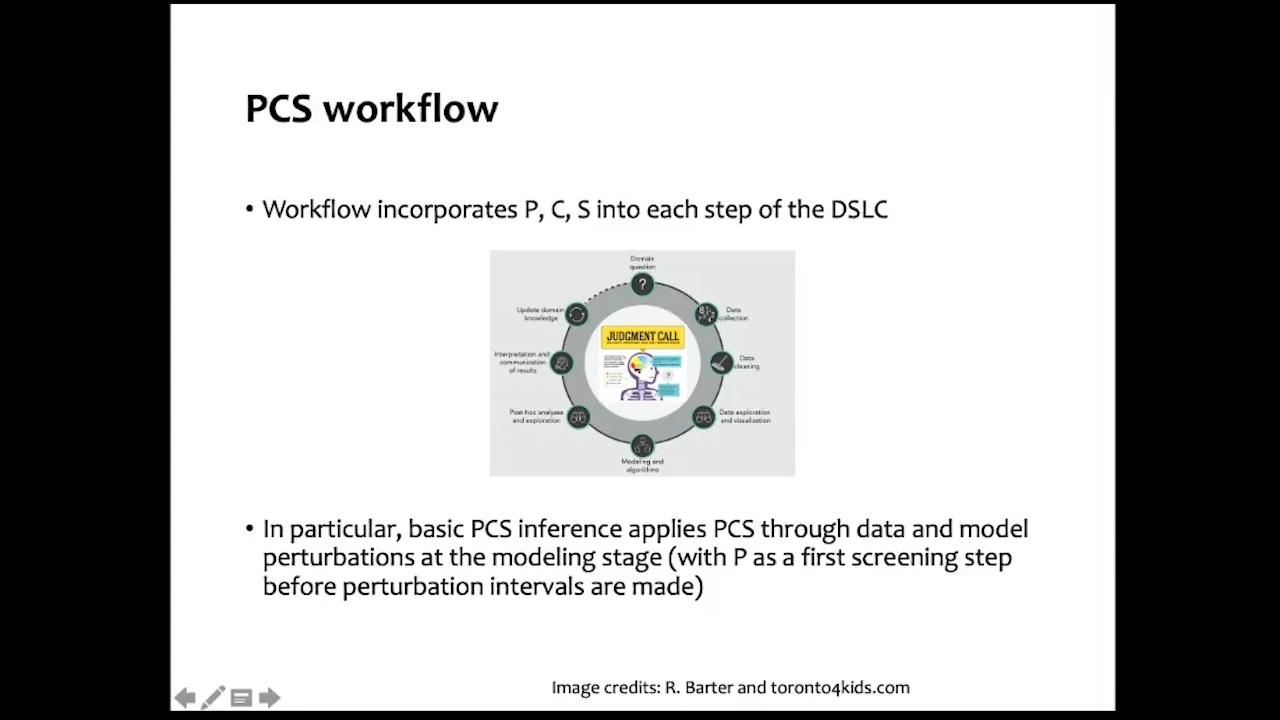 PCS workflow
• Workflow incorporates P, C, S into each step of the DSLC
Domain
question
?
Update domain
knowledge
Data
collection
JUDGMENT CALL
Interpretation and
communication
of results
Data
cleaning
Post-hoc analyses
and exploration
Data exploration
and visualization
Modeling and
algorithms
• In particular, basic PCS inference applies PCS through data and model
perturbations at the modeling stage (with P as a first screening step
before perturbation intervals are made)
Image credits: R. Barter and toronto4kids.com